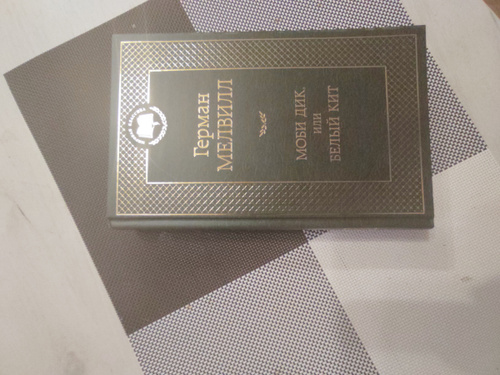 Герман
МЕЛВИЛЛ
МОБИ ДИК,
ИЛИ
БЕЛЫЙ КИТ